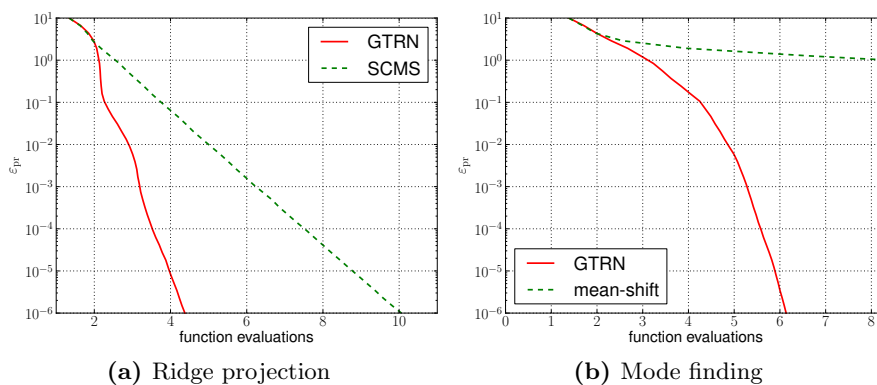 10^1
10^0
10^-1
10^-2
10^-3
10^-4
10^-5
10^-6
ε_pr
2 4 6 8 10
function evaluations
GTRN
SCMS
(a) Ridge projection
10^1
10^0
10^-1
10^-2
10^-3
10^-4
10^-5
10^-6
ε_pr
0 1 2 3 4 5 6 7 8
function evaluations
GTRN
mean-shift
(b) Mode finding